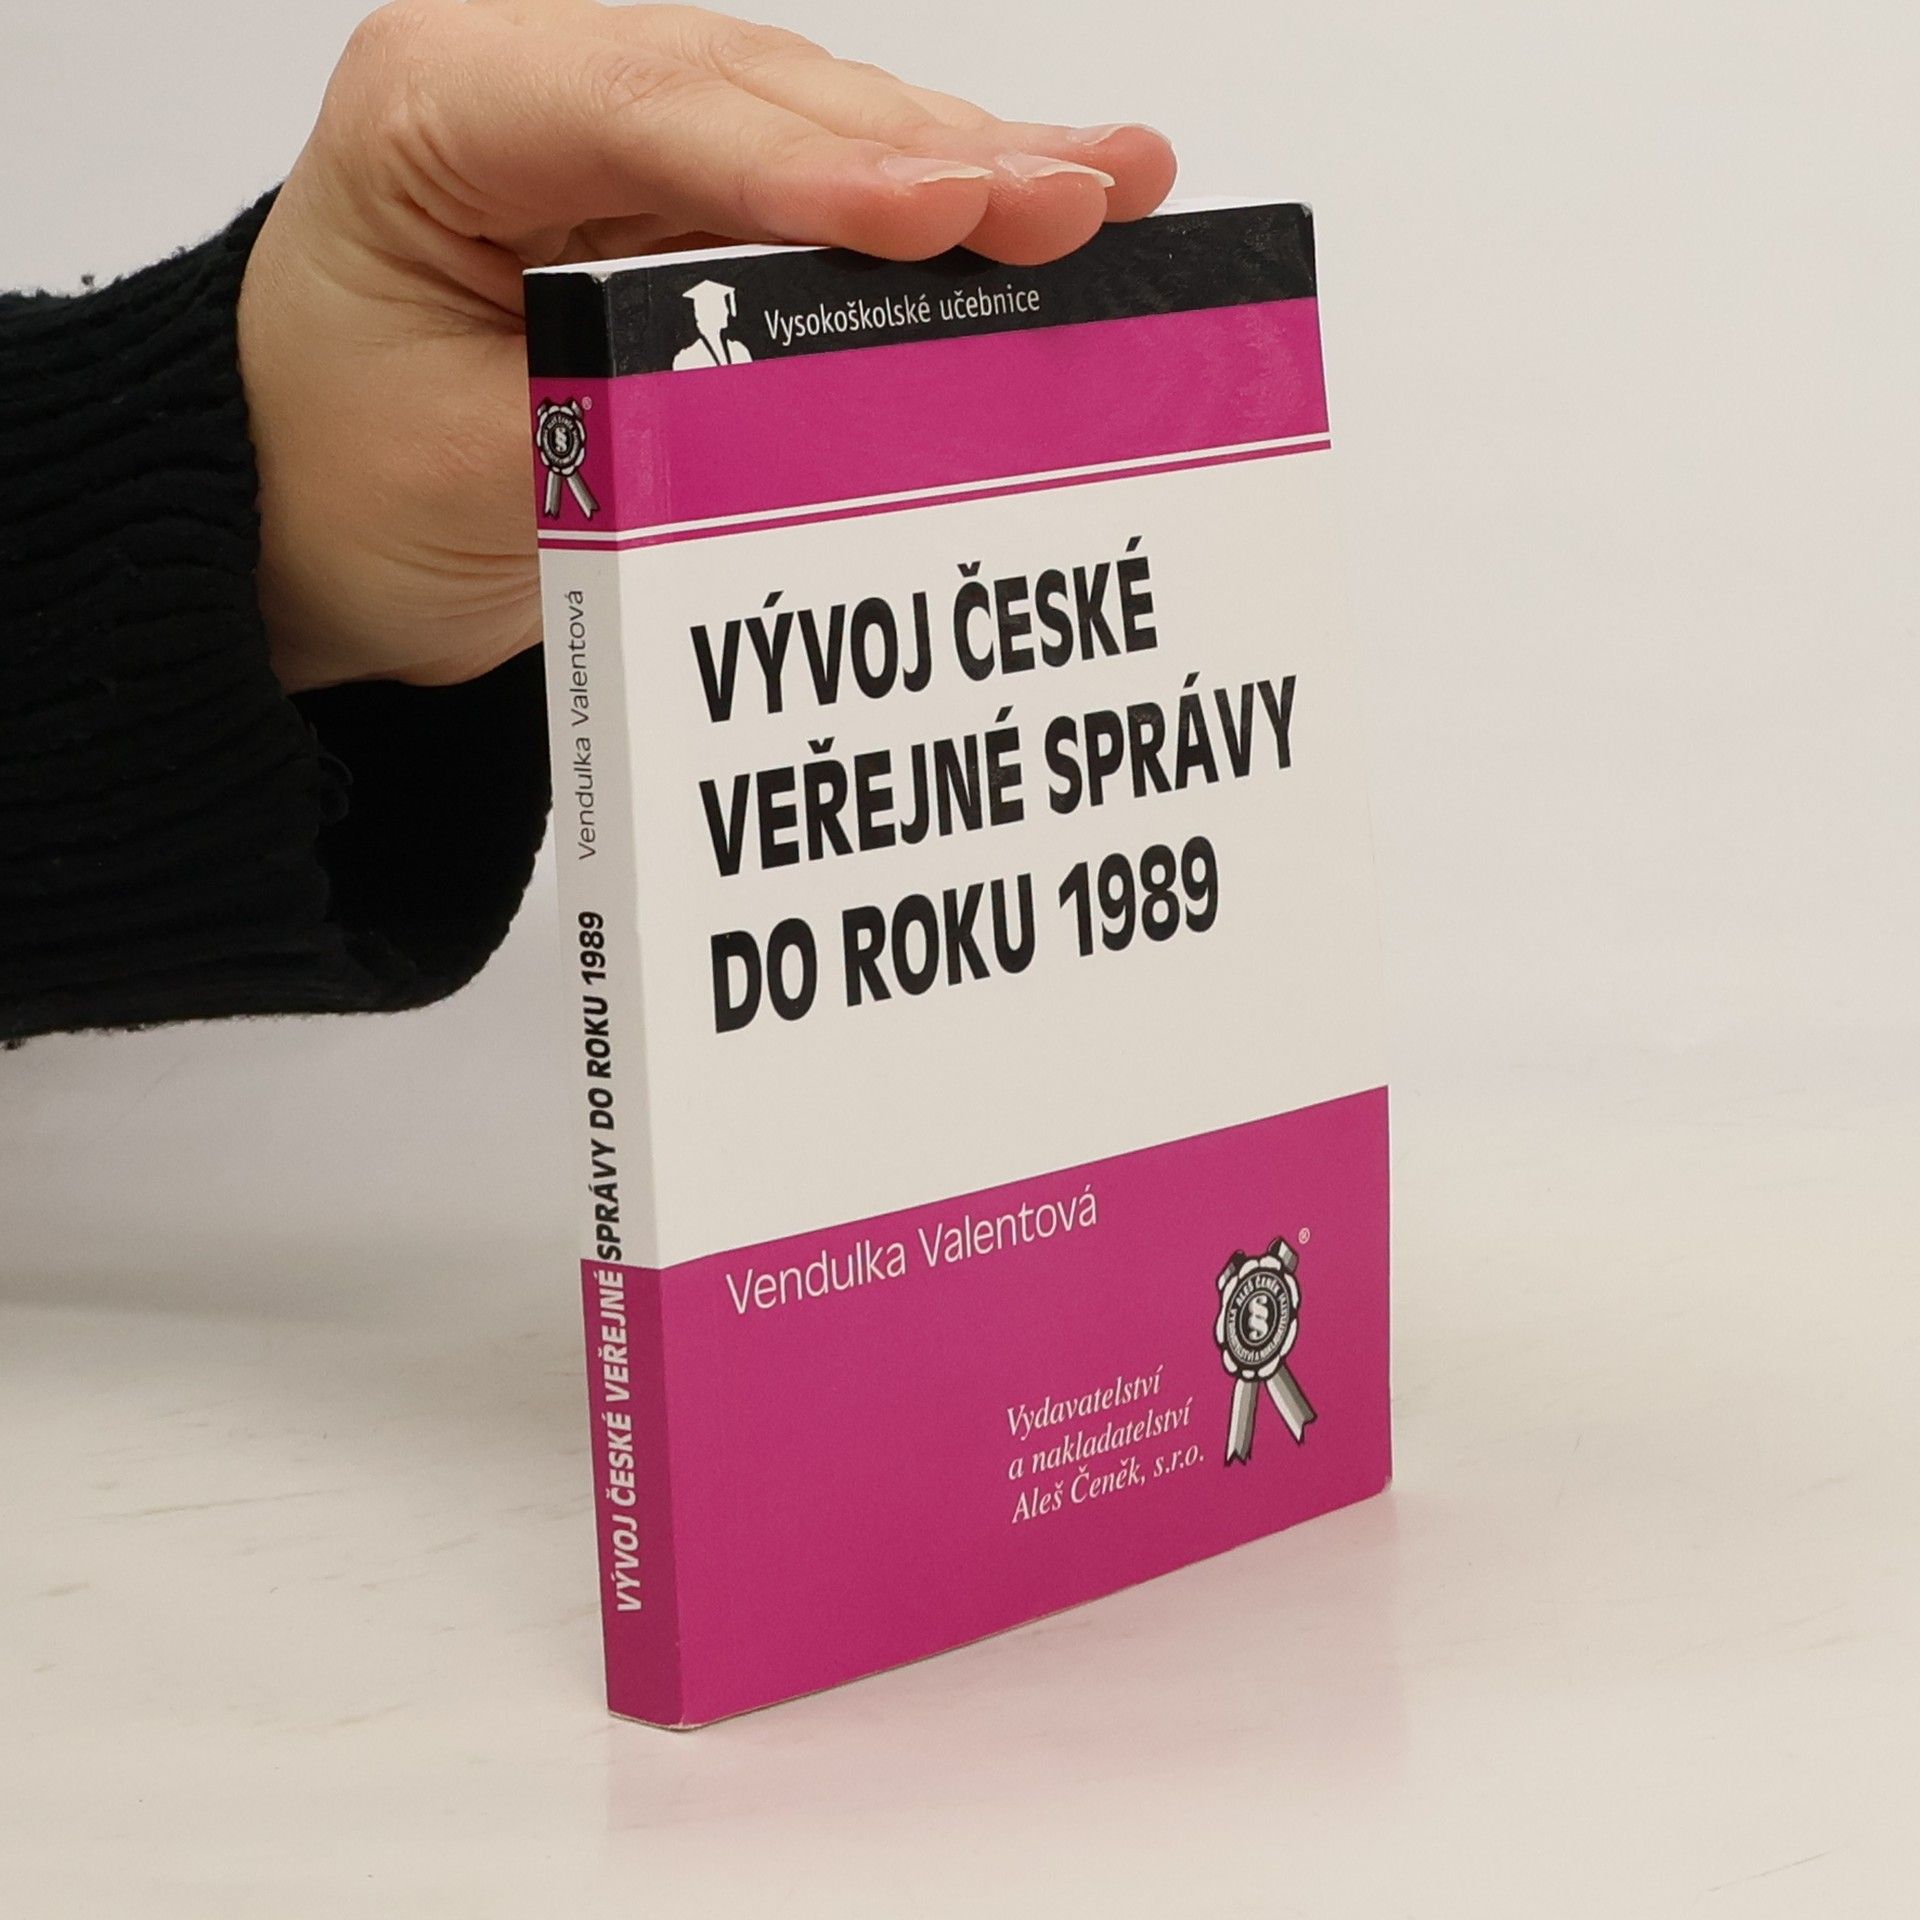 Vysokoškolské učebnice
VÝVOJ ČESKÉ
VEŘEJNÉ SPRÁVY
DO ROKU 1989
Vendulka Valentová
Vydavatelství
a nakladatelství
Aleš Čeněk, s.r.o.
®
§
VÝVOJ ČESKÉ VEŘEJNÉ SPRÁVY DO ROKU 1989 Vendulka Valentová
®
§